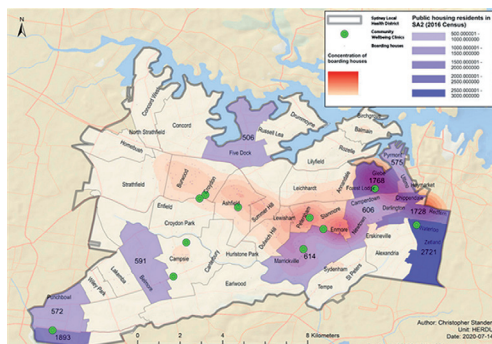 N
Sydney Local
Health District
Community
Wellbeing Clinics
Boarding houses
Concentration of
boarding houses
Public housing residents in
SA2 (2016 Census)
500.000001 -
1000.000000
1000.000001 -
1500.000000
1500.000001 -
2000.000000
2000.000001 -
2500.000000
2500.000001 -
3000.000000
Concord West
Concord
North Strathfield
Homebush
506
Five Dock
Russell Lea
Drummoyne
Birchgrove
Balmain
Rozelle
Lilyfield
Pyrmont
575
Ultimo
Haymarket
Glebe
1768
Forest Lodge
Annandale
Leichhardt
Camperdown
Chippendale
Darlington
1728
Redfern
606
Newtown
Strathfield
Burwood
Croydon
Ashfield
Summer Hill
Lewisham
Petersham
Stanmore
Enmore
Enfield
Croydon Park
Dulwich Hill
Erskineville
Waterloo
Zetland
2721
Alexandria
Campsie
Canterbury
Hurlstone Park
Marrickville
614
Sydenham
St Peters
Tempe
Earlwood
591
Belmore
Lakemba
Wiley Park
Punchbowl
572
1893
0 2 4 8 Kilometers
Author: Christopher Standen
Unit: HERDU
Date: 2020-07-14